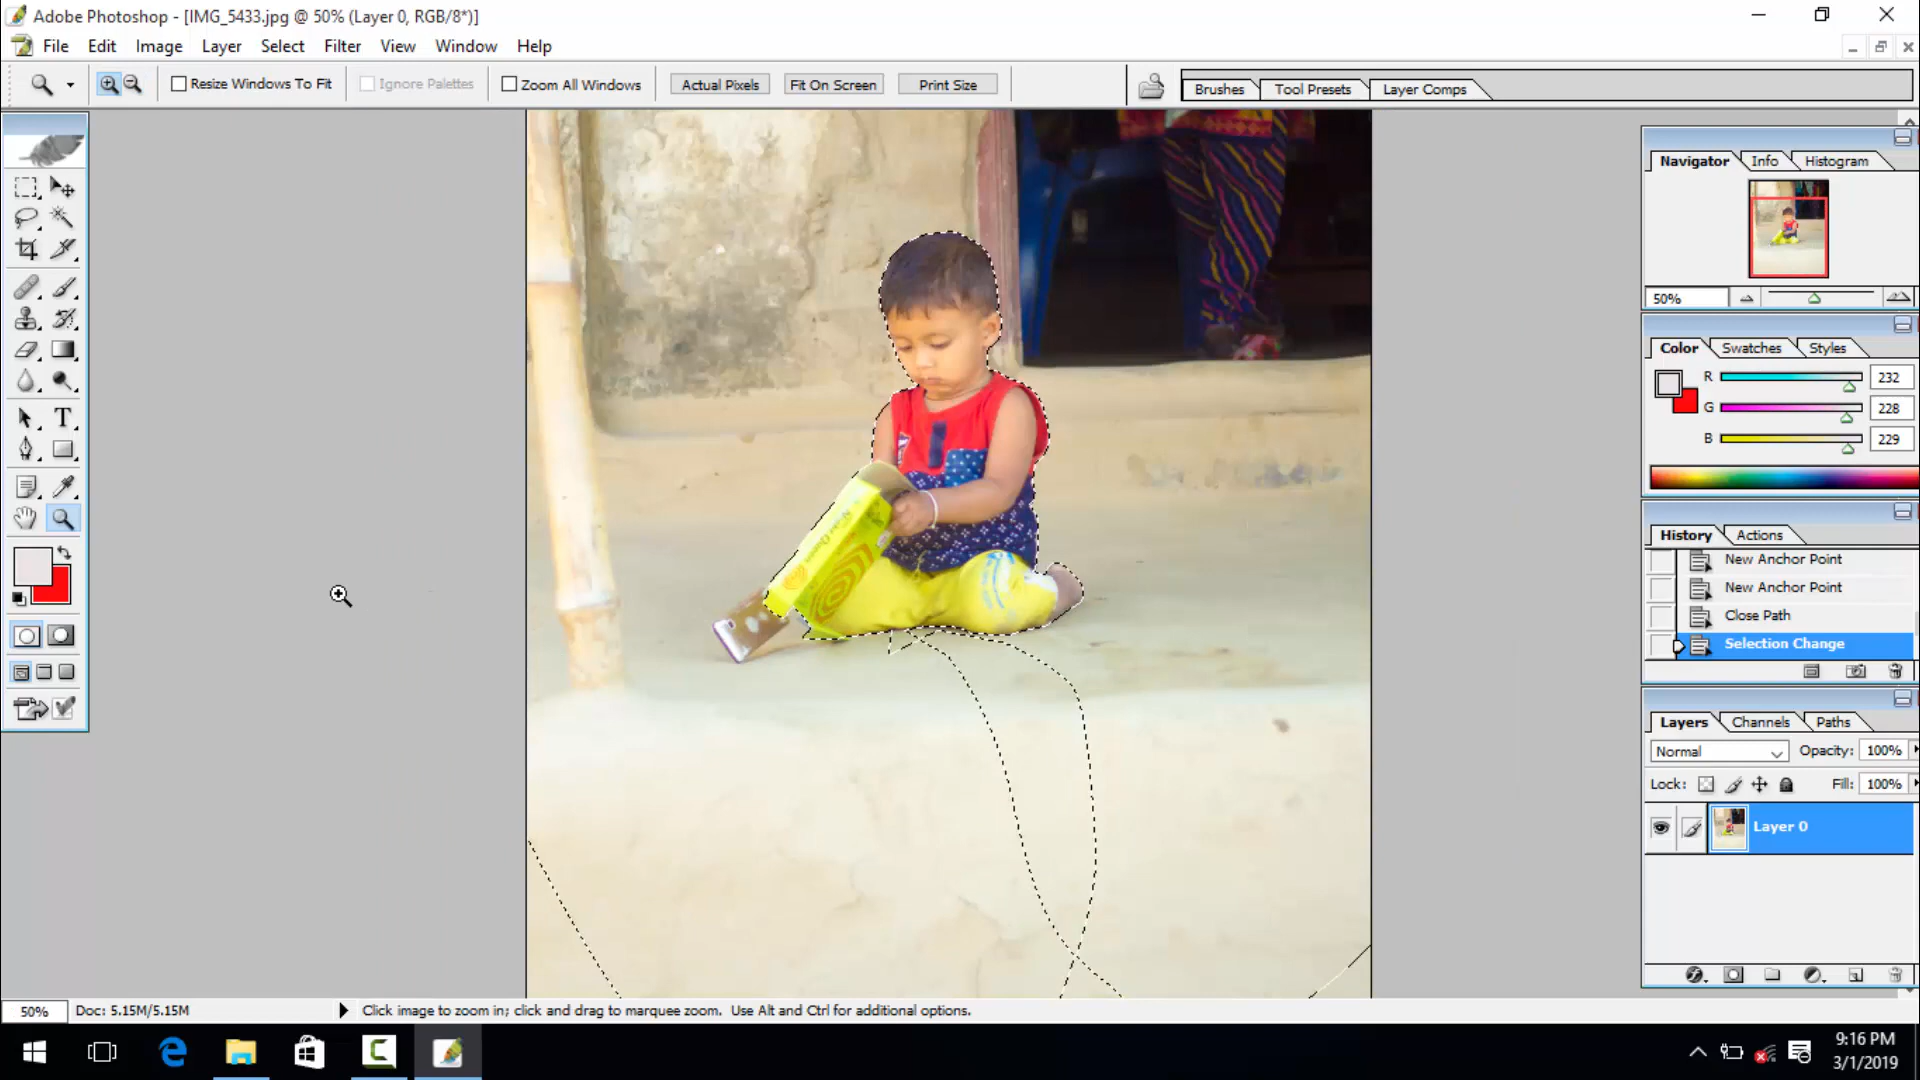 Adobe Photoshop - [IMG_5433.jpg @ 50% (Layer 0, RGB/8*)]
File Edit Image Layer Select Filter View Window Help
Resize Windows To Fit Ignore Palettes Zoom All Windows Actual Pixels Fit On Screen Print Size Brushes Tool Presets Layer Comps
Navigator Info Histogram
50%
Color Swatches Styles
R 232
G 228
B 229
History Actions
New Anchor Point
New Anchor Point
Close Path
Selection Change
Layers Channels Paths
Normal Opacity: 100%
Lock: Fill: 100%
Layer 0
T
50% Doc: 5.15M/5.15M Click image to zoom in; click and drag to marquee zoom. Use Alt and Ctrl for additional options.
9:16 PM
3/1/2019